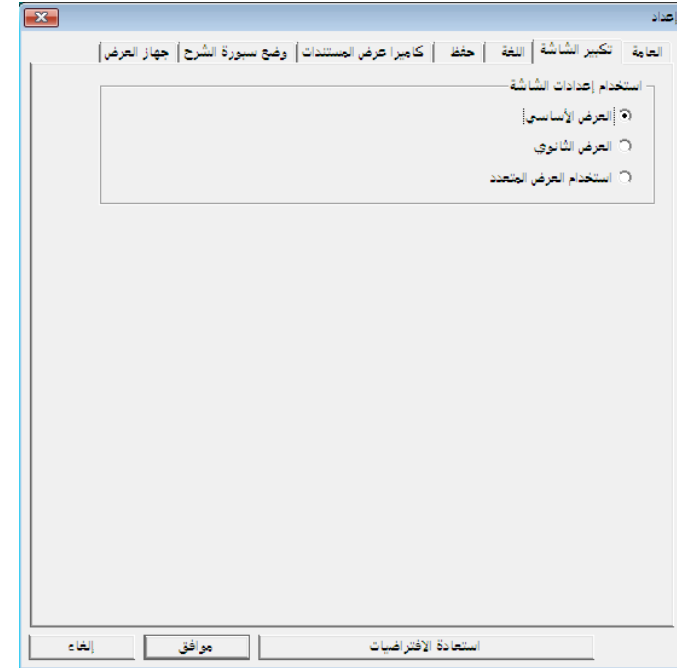 إعداد
العامة تكبير الشاشة اللغة حفظ كاميرا عرض المستندات وضع سبورة الشرح جهاز العرض
استخدام إعدادات الشاشة
العرض الأساسي
العرض الثانوي
استخدام العرض المتعدد
استعادة الافتراضيات موافق إلغاء